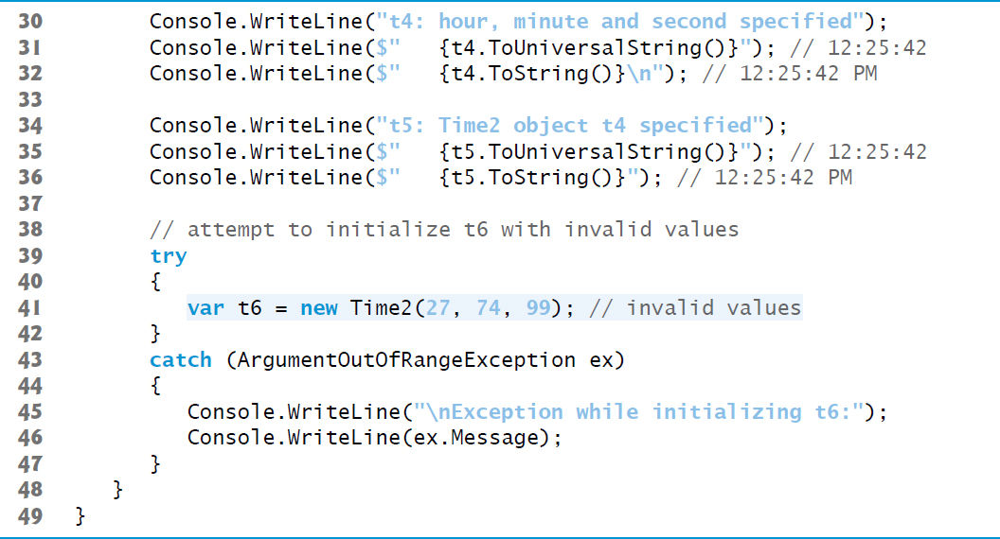 30 Console.WriteLine("t4: hour, minute and second specified");
31 Console.WriteLine($"   {t4.ToUniversalString()}"); // 12:25:42
32 Console.WriteLine($"   {t4.ToString()}\n"); // 12:25:42 PM
33
34 Console.WriteLine("t5: Time2 object t4 specified");
35 Console.WriteLine($"   {t5.ToUniversalString()}"); // 12:25:42
36 Console.WriteLine($"   {t5.ToString()}"); // 12:25:42 PM
37
38 // attempt to initialize t6 with invalid values
39 try
40 {
41 var t6 = new Time2(27, 74, 99); // invalid values
42 }
43 catch (ArgumentOutOfRangeException ex)
44 {
45 Console.WriteLine("\nException while initializing t6:");
46 Console.WriteLine(ex.Message);
47 }
48 }
49 }